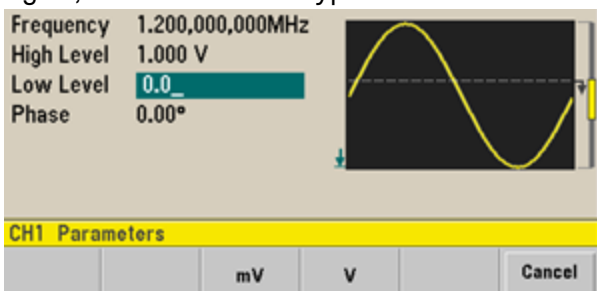 Frequency 1.200,000,000MHz
High Level 1.000 V
Low Level 0.0_
Phase 0.00°
CH1 Parameters
mV V Cancel